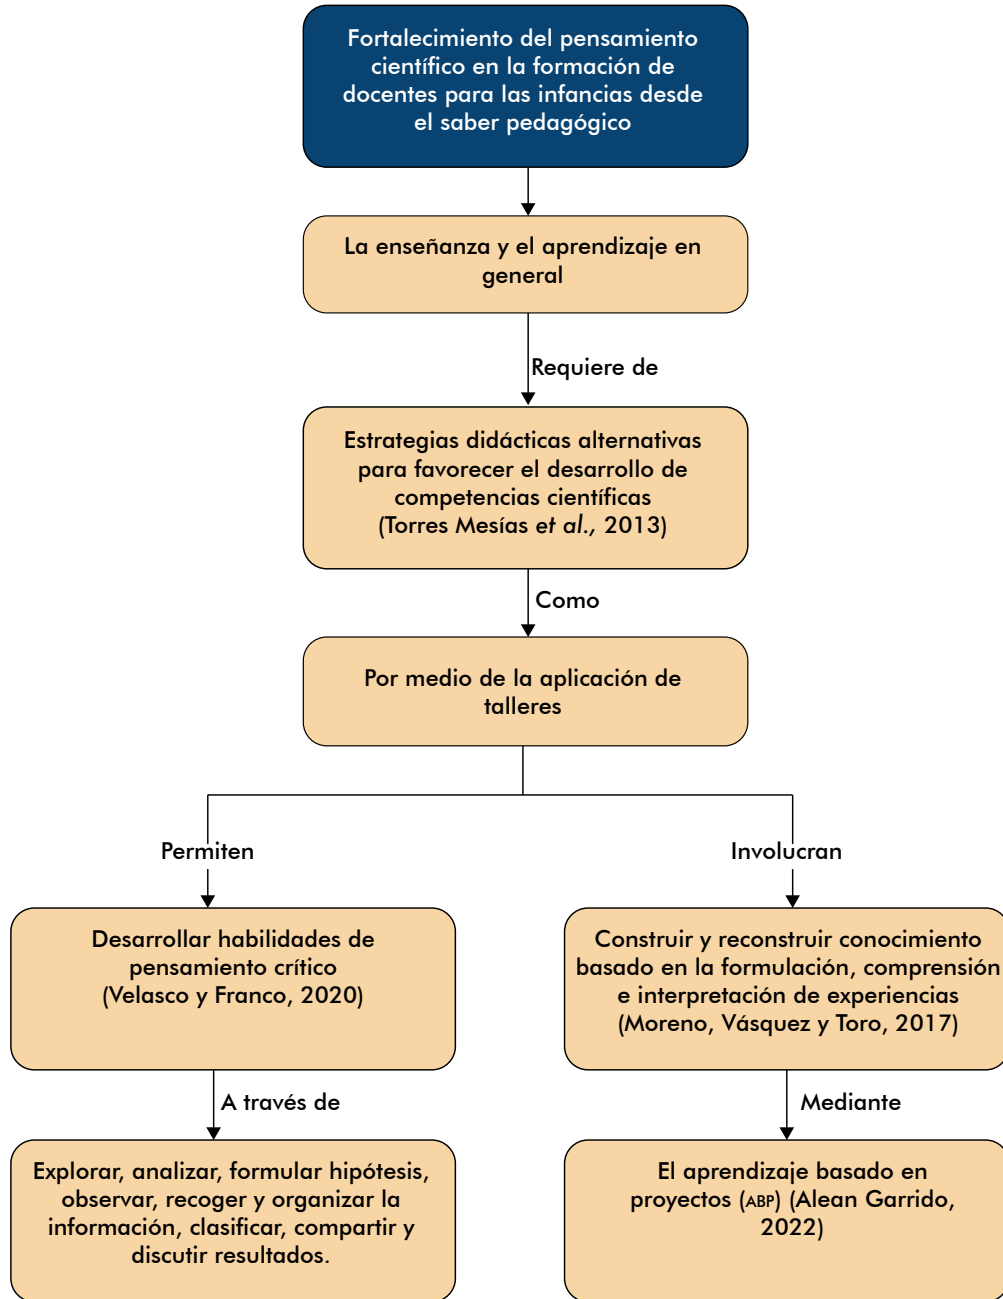 Fortalecimiento del pensamiento
científico en la formación de
docentes para las infancias desde
el saber pedagógico
La enseñanza y el aprendizaje en
general
Requiere de
Estrategias didácticas alternativas
para favorecer el desarrollo de
competencias científicas
(Torres Mesías et al., 2013)
Como
Por medio de la aplicación de
talleres
Permiten
Desarrollar habilidades de
pensamiento crítico
(Velasco y Franco, 2020)
A través de
Explorar, analizar, formular hipótesis,
observar, recoger y organizar la
información, clasificar, compartir y
discutir resultados.
Involucran
Construir y reconstruir conocimiento
basado en la formulación, comprensión
e interpretación de experiencias
(Moreno, Vásquez y Toro, 2017)
Mediante
El aprendizaje basado en
proyectos (ABP) (Alean Garrido,
2022)